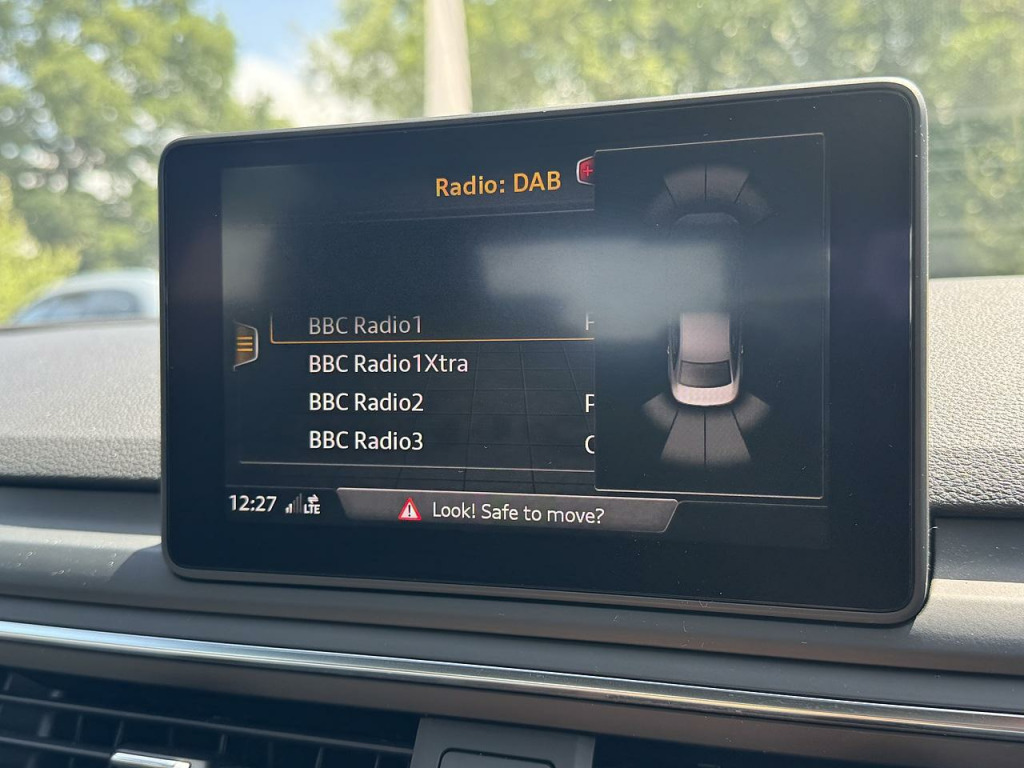 Radio: DAB
BBC Radio1
BBC Radio1Xtra
BBC Radio2
BBC Radio3
12:27 LTE Look! Safe to move?